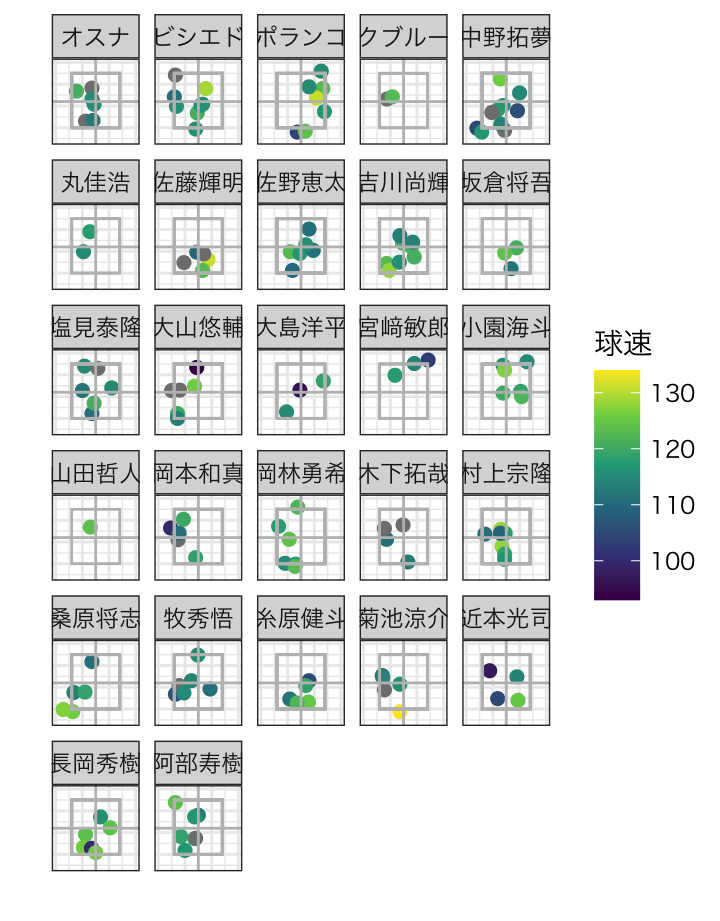 オスナ
ビシエド
ポランコ
クブルー
中野拓夢
丸佳浩
佐藤輝明
佐野恵太
吉川尚輝
坂倉将吾
塩見泰隆
大山悠輔
大島洋平
宮﨑敏郎
小園海斗
山田哲人
岡本和真
岡林勇希
木下拓哉
村上宗隆
桑原将志
牧秀悟
糸原健斗
菊池涼介
近本光司
長岡秀樹
阿部寿樹
球速
130
120
110
100